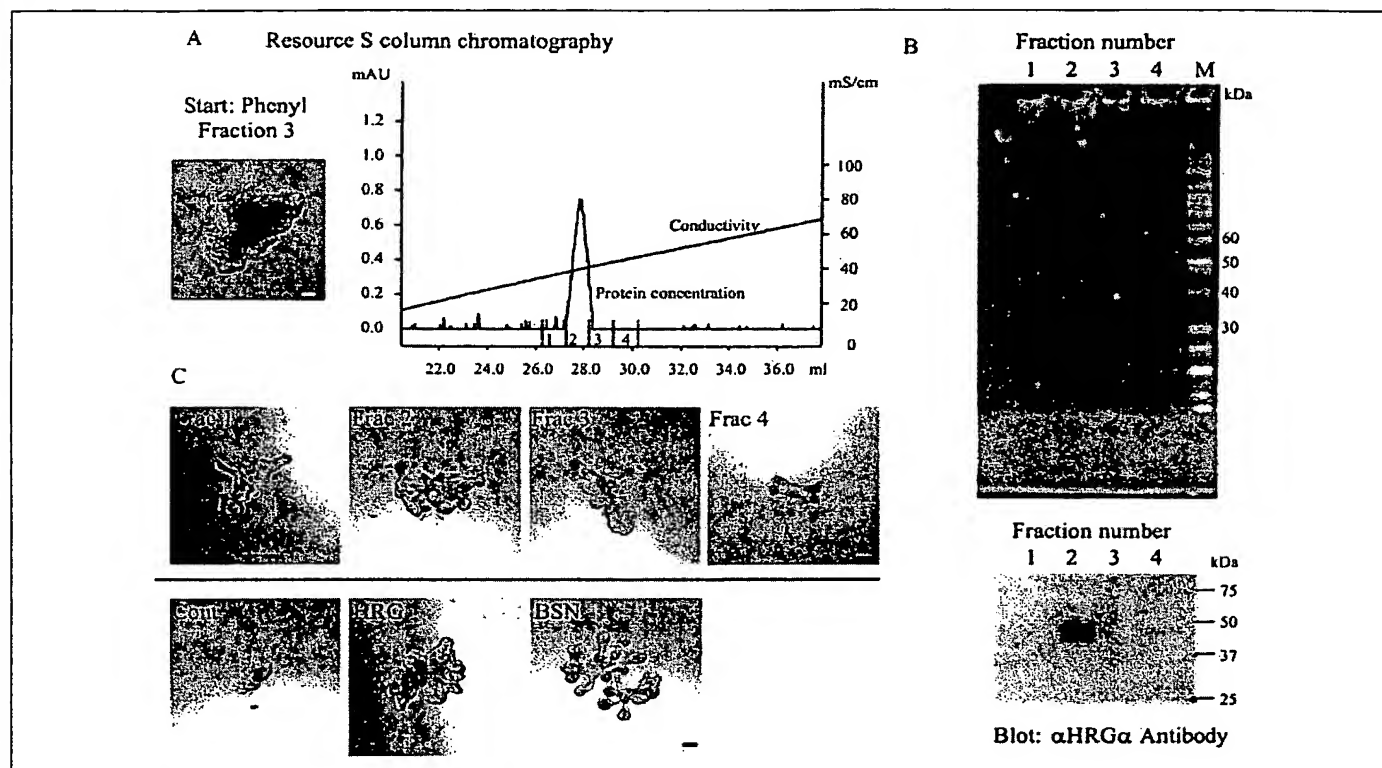 A
Resource S column chromatography
B
Fraction number
1 2 3 4 M
kDa
60
50
40
30
mAU
mS/cm
Start: Phenyl
Fraction 3
1.2
1.0
0.8
0.6
0.4
0.2
0.0
100
80
60
40
20
0
Conductivity
Protein concentration
1 2 3 4
22.0 24.0 26.0 28.0 30.0 32.0 34.0 36.0 ml
C
Frac 1
Frac 2
Frac 3
Frac 4
Cont
HRG
BSN
Fraction number
1 2 3 4
kDa
75
50
37
25
Blot: αHRGα Antibody